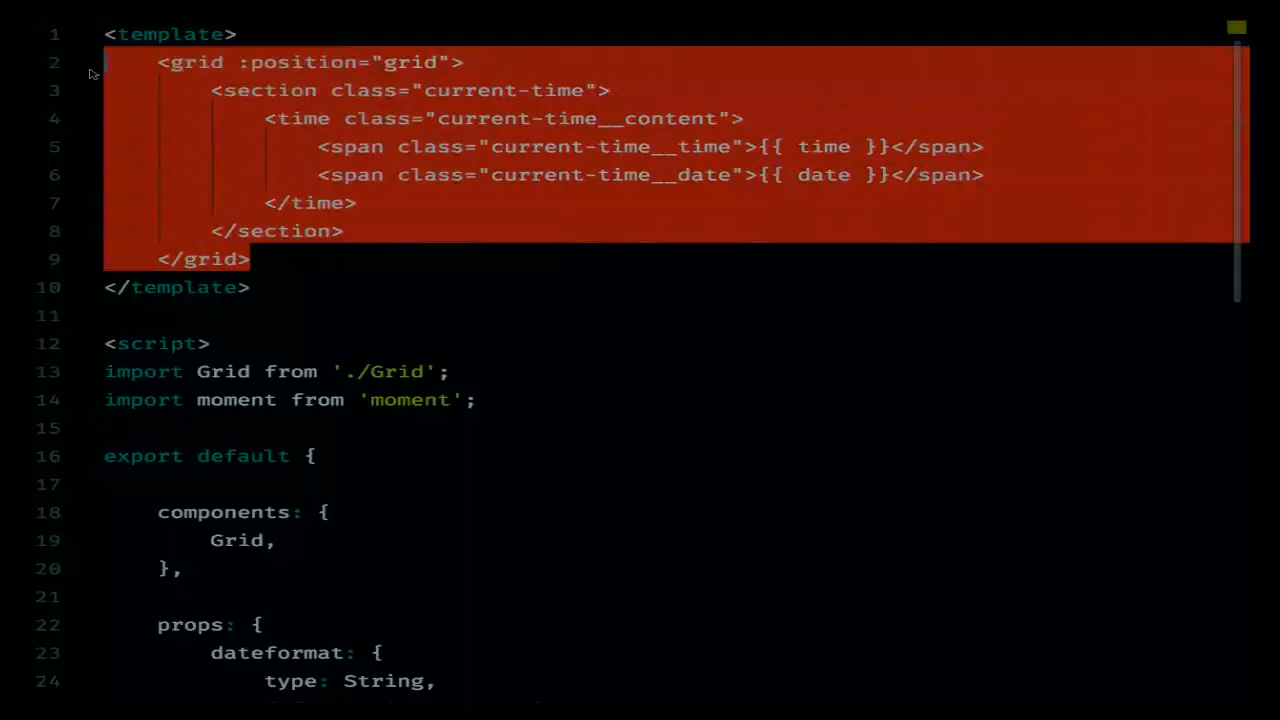 1 <template>
2 <grid :position="grid">
3 <section class="current-time">
4 <time class="current-time__content">
5 <span class="current-time__time">{{ time }}</span>
6 <span class="current-time__date">{{ date }}</span>
7 </time>
8 </section>
9 </grid>
10 </template>
11
12 <script>
13 import Grid from './Grid';
14 import moment from 'moment';
15
16 export default {
17
18 components: {
19 Grid,
20 },
21
22 props: {
23 dateformat: {
24 type: String,